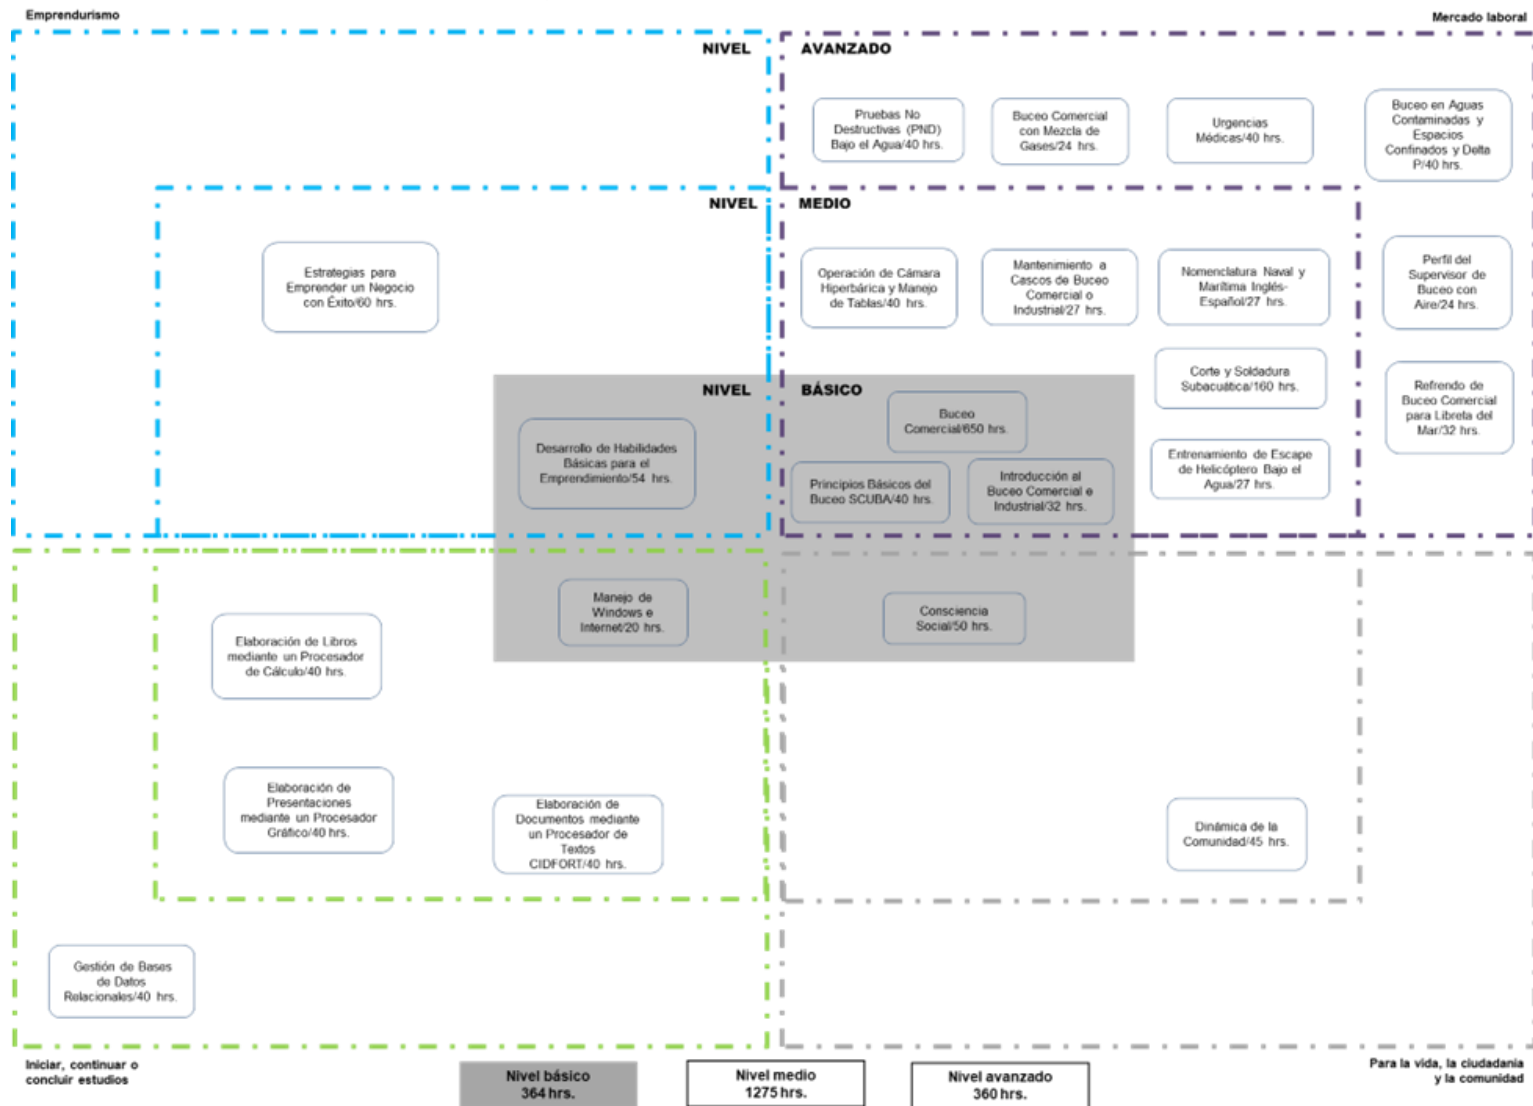 Emprendurismo
Mercado laboral
NIVEL
AVANZADO
Pruebas No
Destructivas (PND)
Bajo el Agua/40 hrs.
Buceo Comercial
con Mezcla de
Gases/24 hrs.
Urgencias
Médicas/40 hrs.
Buceo en Aguas
Contaminadas y
Espacios
Confinados y Delta
P/40 hrs.
NIVEL
MEDIO
Estrategias para
Emprender un Negocio
con Éxito/60 hrs.
Operación de Cámara
Hiperbárica y Manejo
de Tablas/40 hrs.
Mantenimiento a
Cascos de Buceo
Comercial o
Industrial/27 hrs.
Nomenclatura Naval y
Marítima Inglés-
Español/27 hrs.
Perfil del
Supervisor de
Buceo con
Aire/24 hrs.
Corte y Soldadura
Subacuática/160 hrs.
Refrendo de
Buceo Comercial
para Libreta del
Mar/32 hrs.
Entrenamiento de Escape
de Helicóptero Bajo el
Agua/27 hrs.
NIVEL
BÁSICO
Desarrollo de Habilidades
Básicas para el
Emprendimiento/54 hrs.
Buceo
Comercial/650 hrs.
Principios Básicos del
Buceo SCUBA/40 hrs.
Introducción al
Buceo Comercial e
Industrial/32 hrs.
Manejo de
Windows e
Internet/20 hrs.
Consciencia
Social/50 hrs.
Elaboración de Libros
mediante un Procesador
de Cálculo/40 hrs.
Elaboración de
Presentaciones
mediante un Procesador
Gráfico/40 hrs.
Elaboración de
Documentos mediante
un Procesador de
Textos
CIDFORT/40 hrs.
Dinámica de la
Comunidad/45 hrs.
Gestión de Bases
de Datos
Relacionales/40 hrs.
Iniciar, continuar o
concluir estudios
Para la vida, la ciudadanía
y la comunidad
Nivel básico
364 hrs.
Nivel medio
1275 hrs.
Nivel avanzado
360 hrs.